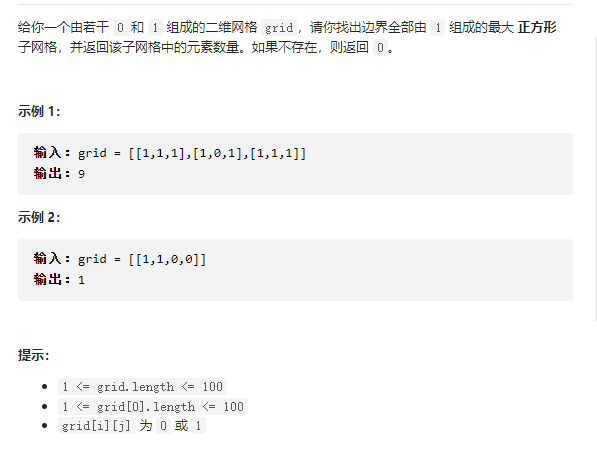 给你一个由若干 0 和 1 组成的二维网格 grid，请你找出边界全部由 1 组成的最大 正方形
子网格，并返回该子网格中的元素数量。如果不存在，则返回 0。
示例 1：
输入：grid = [[1,1,1],[1,0,1],[1,1,1]]
输出：9
示例 2：
输入：grid = [[1,1,0,0]]
输出：1
提示：
• 1 <= grid.length <= 100
• 1 <= grid[0].length <= 100
• grid[i][j] 为 0 或 1